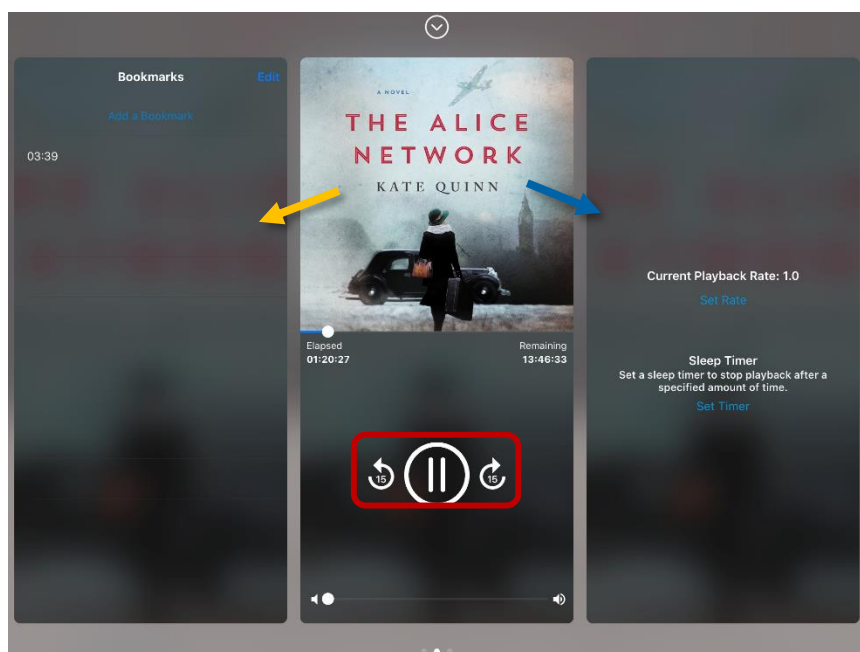 Bookmarks
Edit
Add a Bookmark
03:39
A NOVEL
THE ALICE
NETWORK
KATE QUINN
Elapsed
Remaining
01:20:27
13:46:33
15
15
Current Playback Rate: 1.0
Set Rate
Sleep Timer
Set a sleep timer to stop playback after a
specified amount of time.
Set Timer